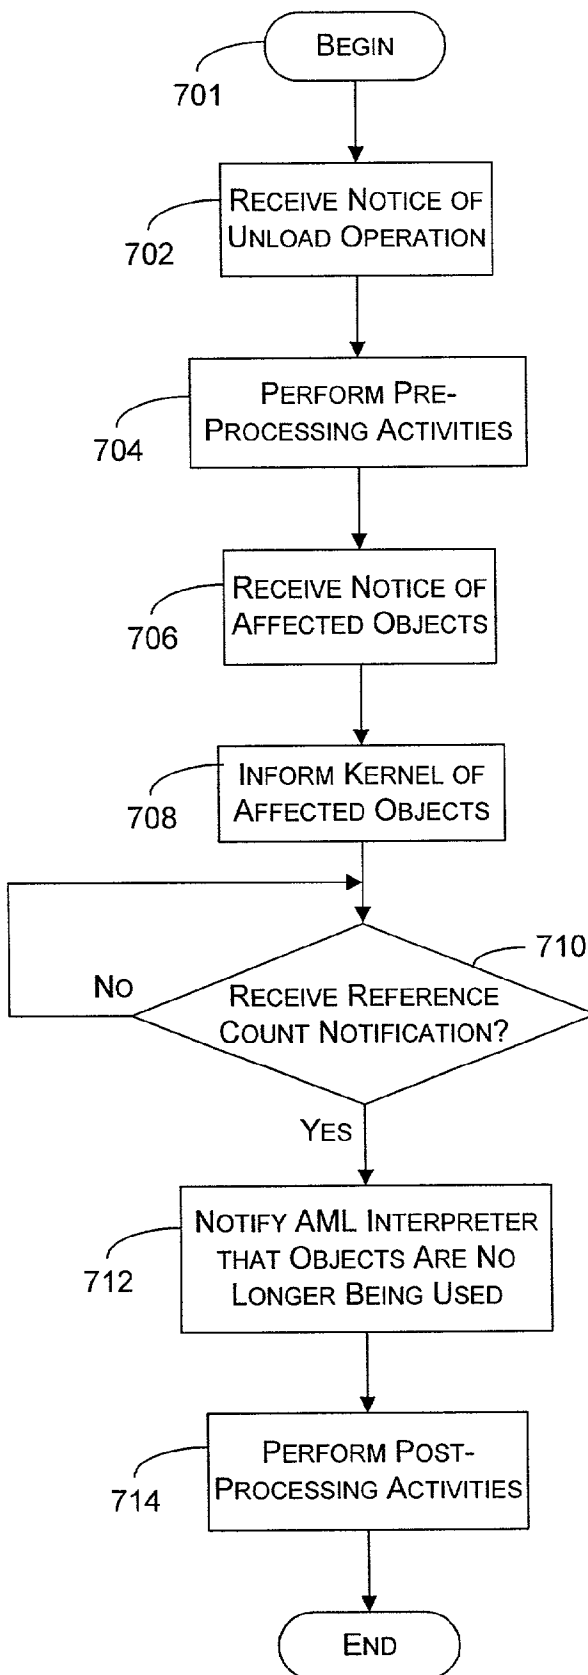 BEGIN
701
RECEIVE NOTICE OF
UNLOAD OPERATION
702
PERFORM PRE-
PROCESSING ACTIVITIES
704
RECEIVE NOTICE OF
AFFECTED OBJECTS
706
INFORM KERNEL OF
AFFECTED OBJECTS
708
710
NO
RECEIVE REFERENCE
COUNT NOTIFICATION?
YES
NOTIFY AML INTERPRETER
THAT OBJECTS ARE NO
LONGER BEING USED
712
PERFORM POST-
PROCESSING ACTIVITIES
714
END